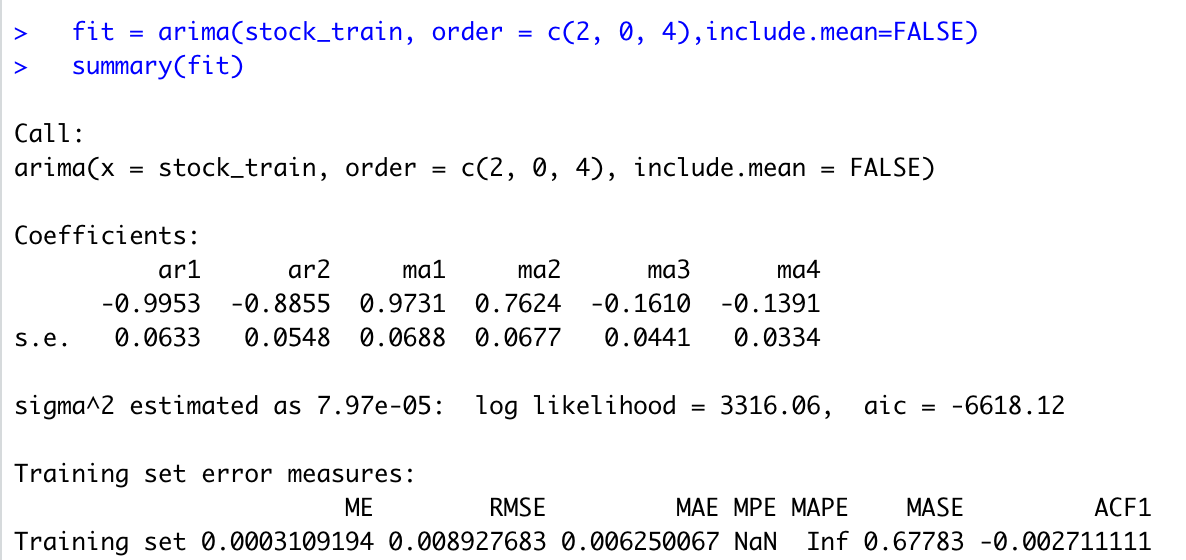 >   fit = arima(stock_train, order = c(2, 0, 4),include.mean=FALSE)
>   summary(fit)
Call:
arima(x = stock_train, order = c(2, 0, 4), include.mean = FALSE)
Coefficients:
          ar1      ar2     ma1     ma2      ma3      ma4
      -0.9953  -0.8855  0.9731  0.7624  -0.1610  -0.1391
s.e.   0.0633   0.0548  0.0688  0.0677   0.0441   0.0334
sigma^2 estimated as 7.97e-05:  log likelihood = 3316.06,  aic = -6618.12
Training set error measures:
                       ME        RMSE         MAE MPE MAPE    MASE         ACF1
Training set 0.0003109194 0.008927683 0.006250067 NaN  Inf 0.67783 -0.002711111